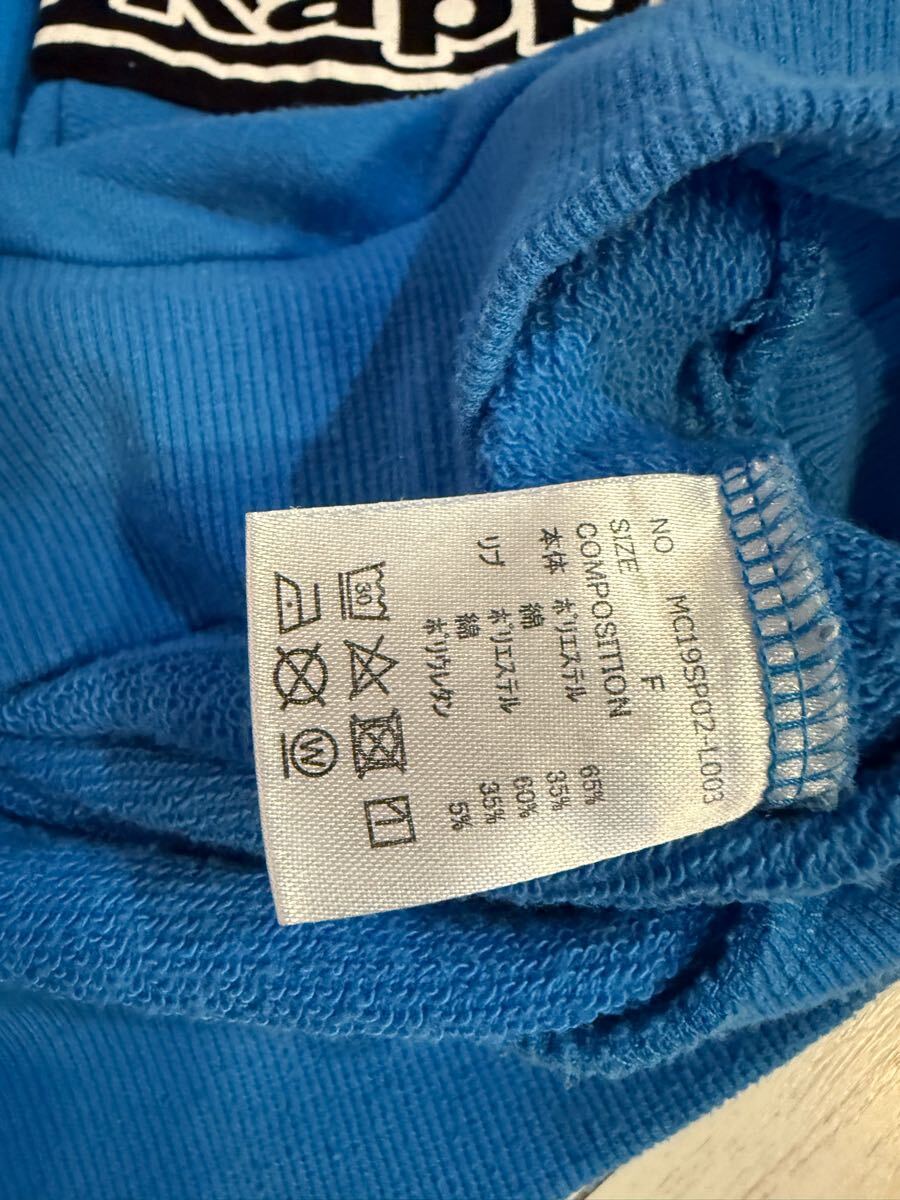 Kapp
NO MC19SP02-L003
SIZE F
COMPOSITION
本体 ポリエステル 65%
綿 35%
リブ ポリエステル 60%
綿 35%
ポリウレタン 5%
30
W